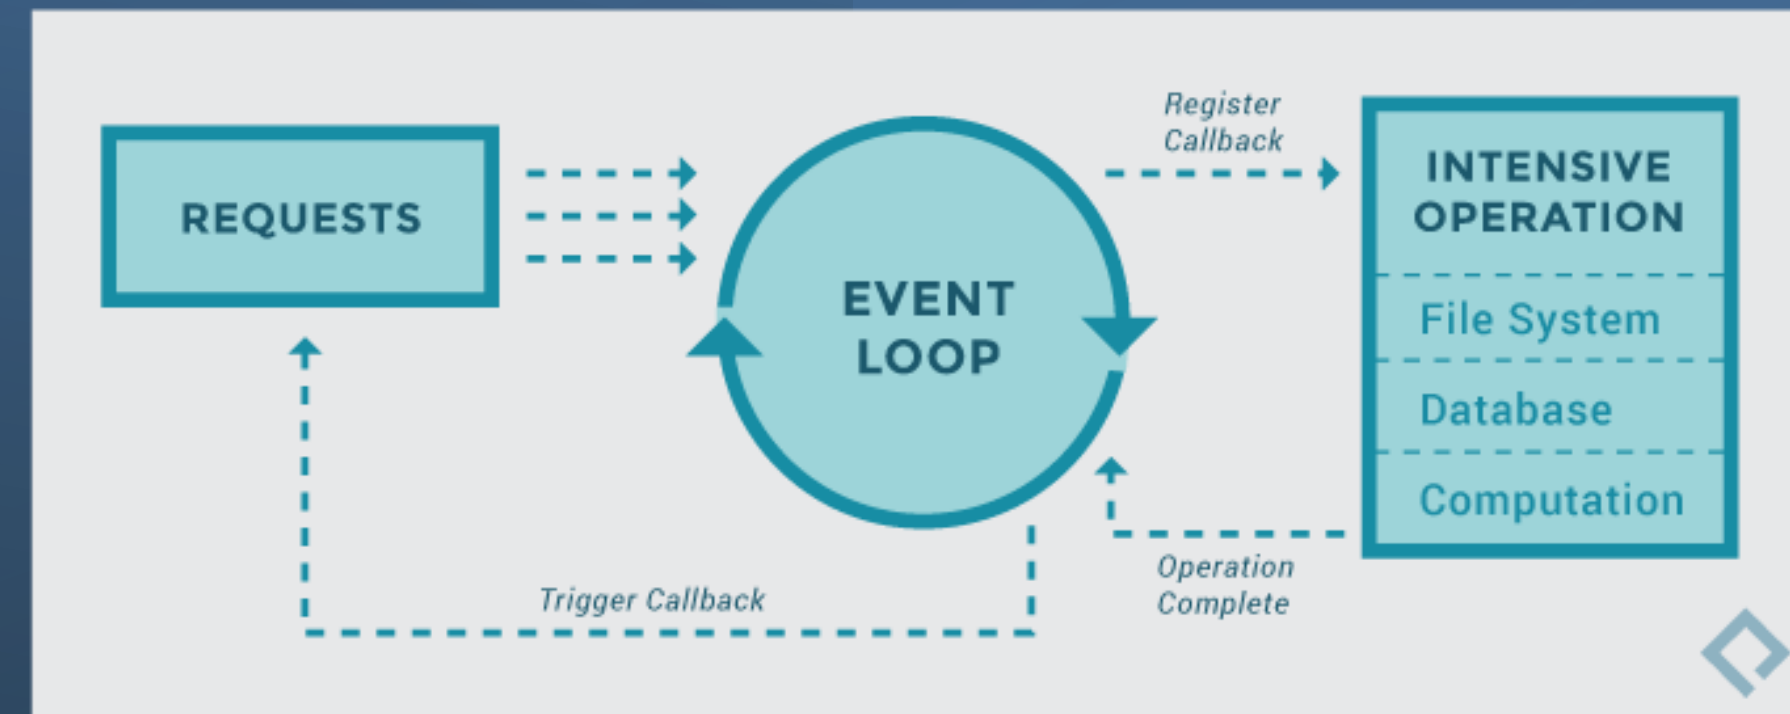 REQUESTS
EVENT
LOOP
Register
Callback
INTENSIVE
OPERATION
File System
Database
Computation
Operation
Complete
Trigger Callback